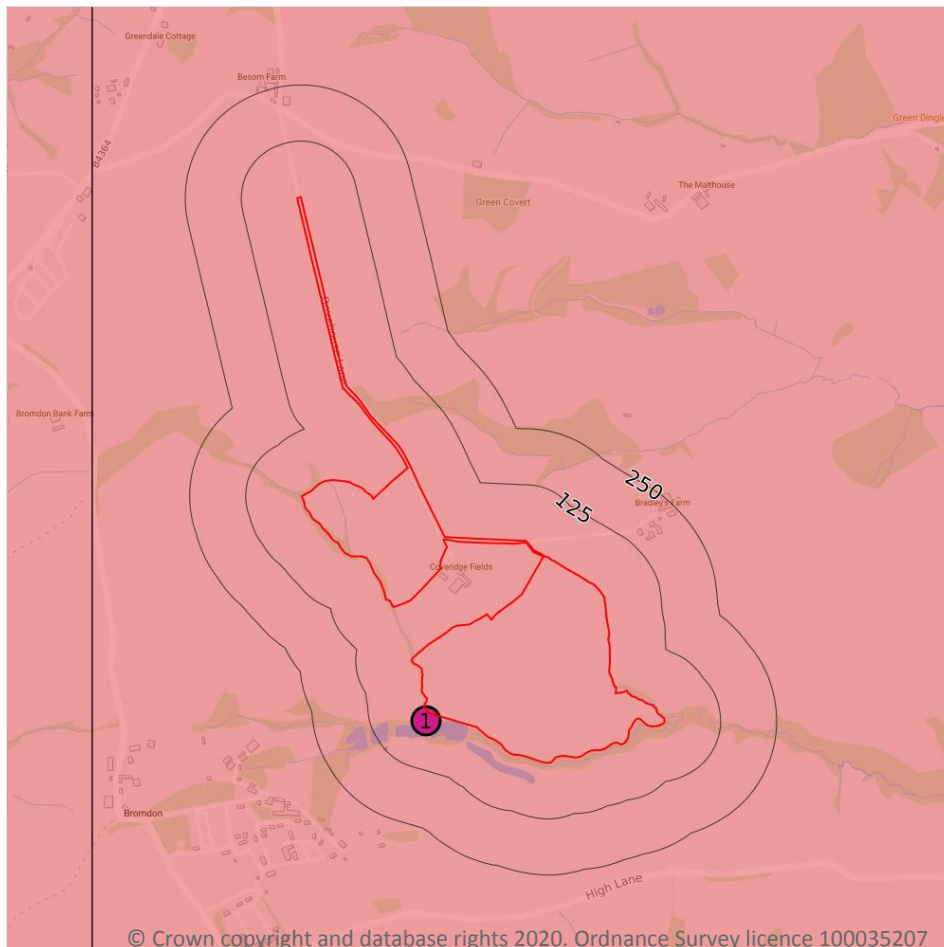 Greendale Cottage
Besom Farm
Green Dingle
B4364
The Malthouse
Green Covert
Bromdon Bank Farm
250
125
Bradley's Farm
Coveridge Fields
1
Bromdon
High Lane
© Crown copyright and database rights 2020. Ordnance Survey licence 100035207